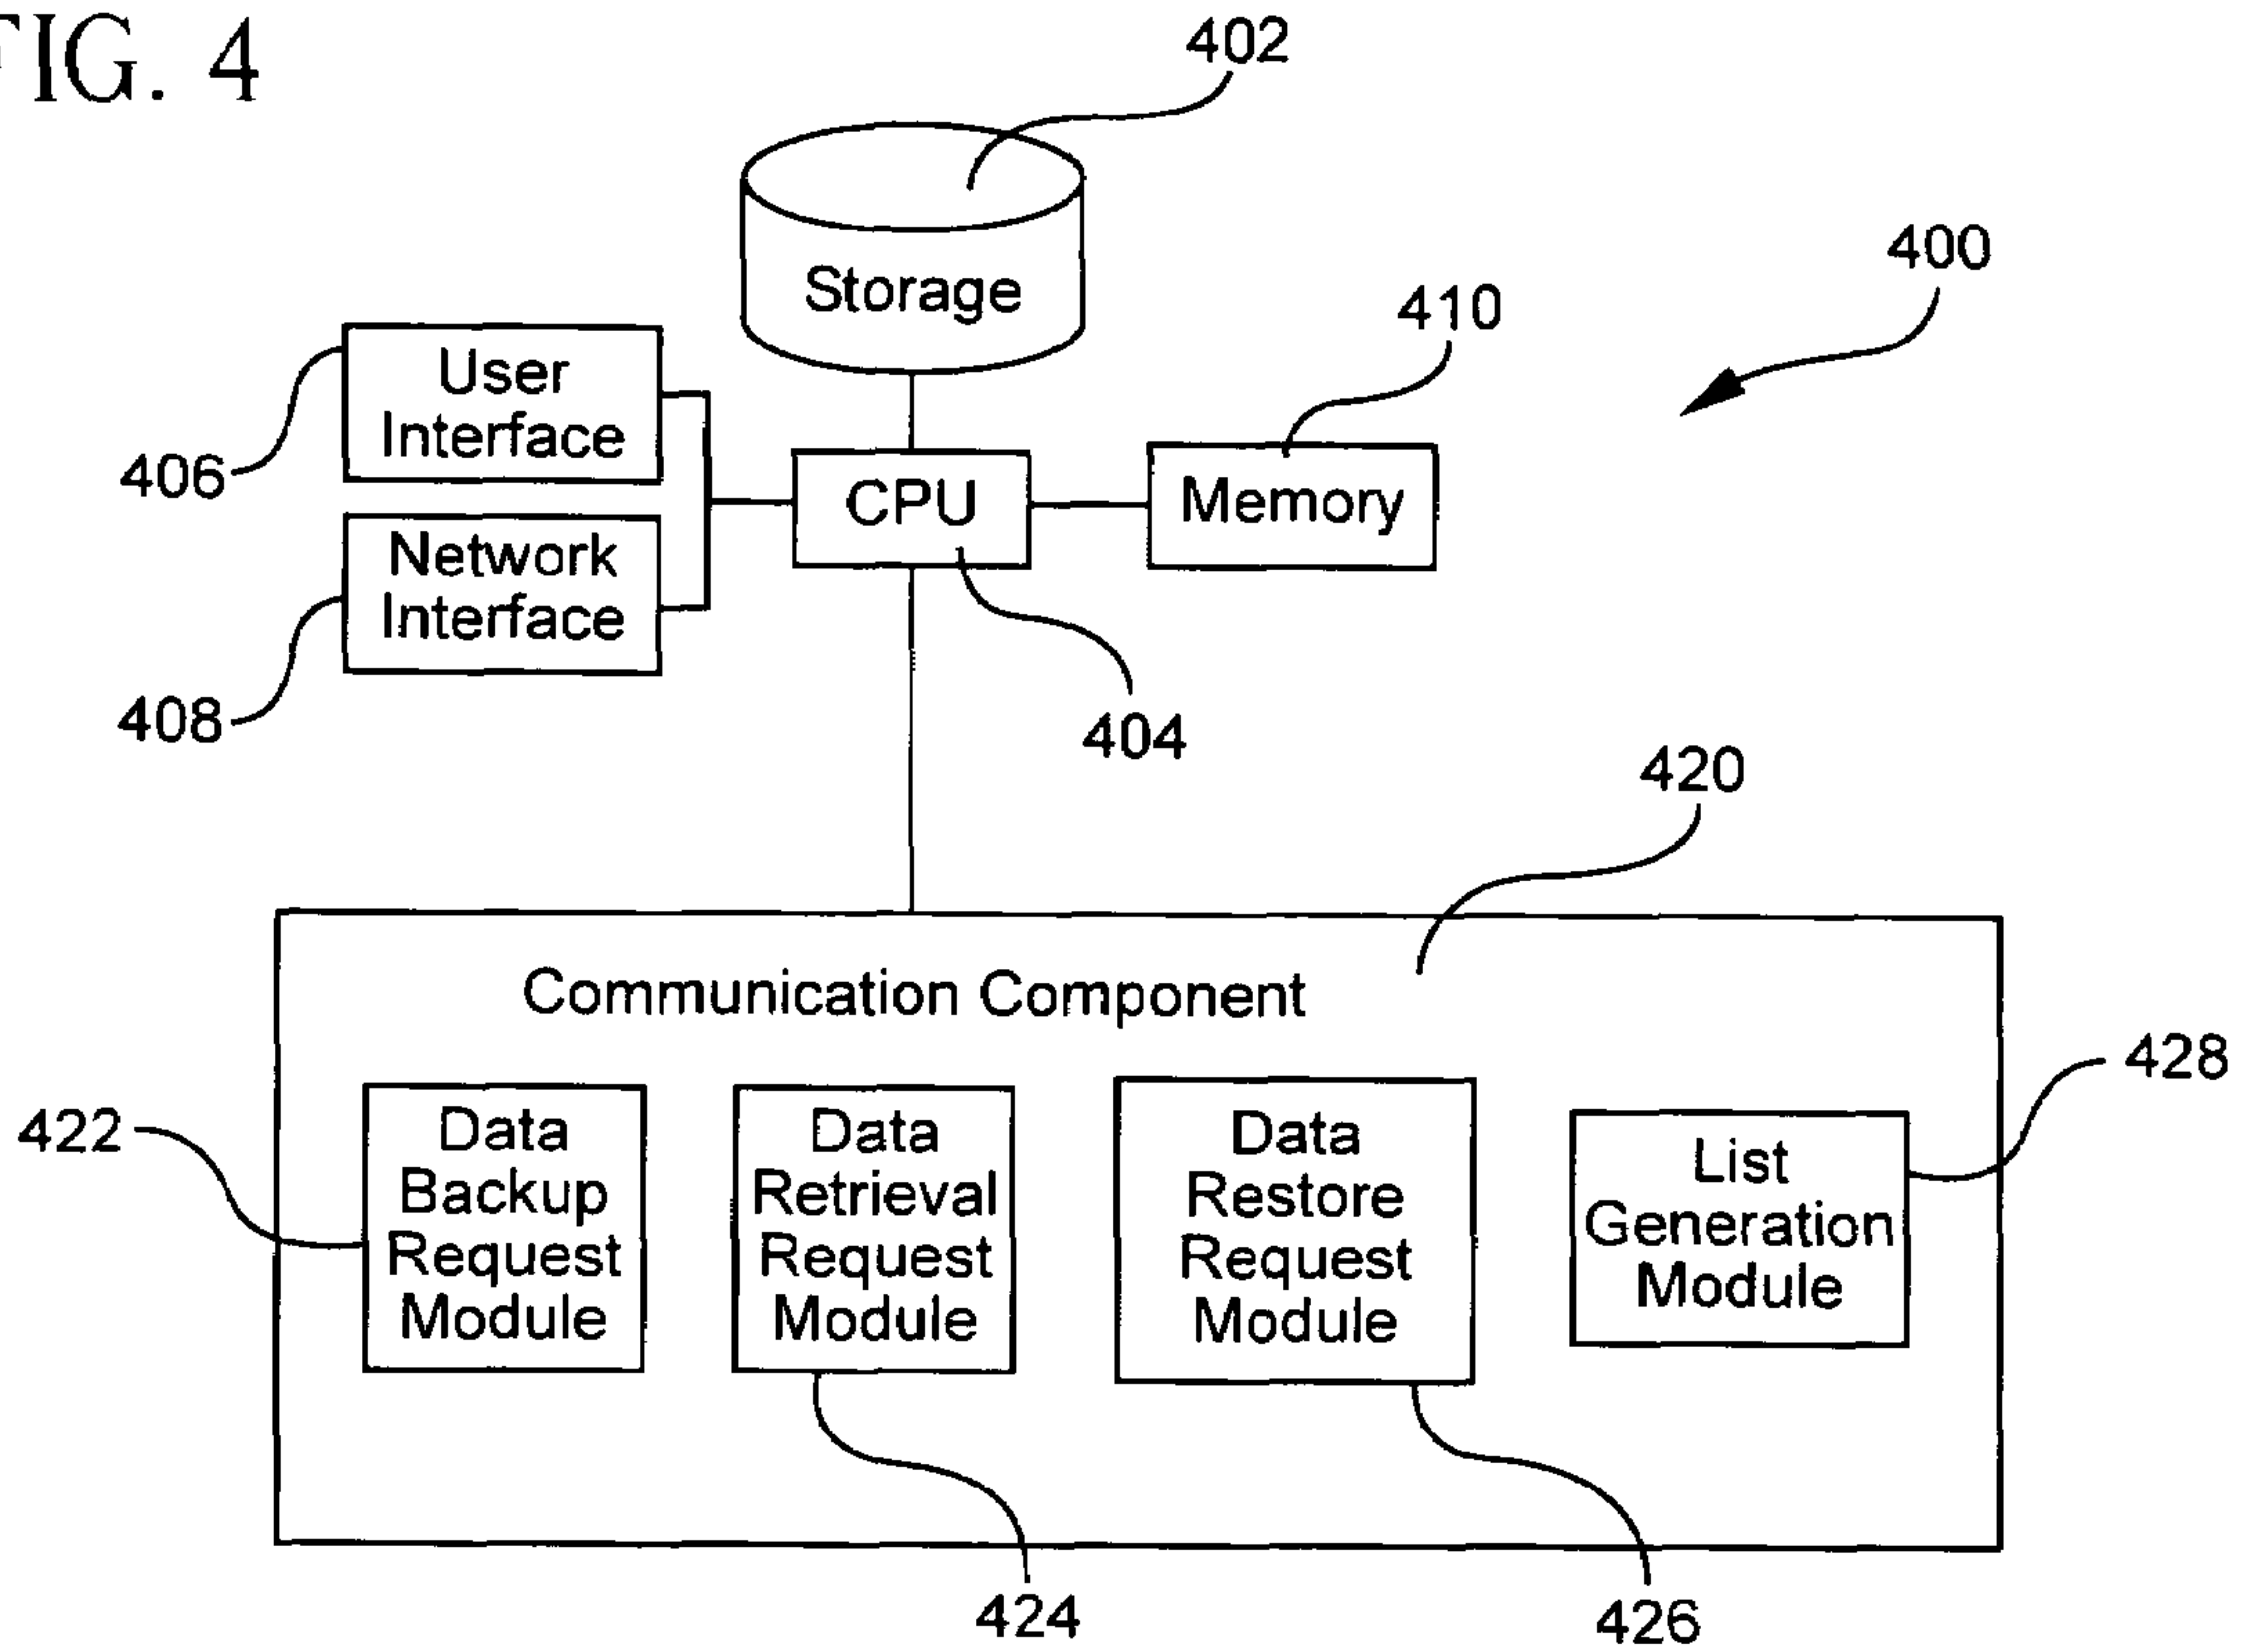 FIG. 4
402
Storage
400
410
User
Interface
406
CPU
Memory
Network
Interface
408
404
420
Communication Component
428
422
Data
Backup
Request
Module
Data
Retrieval
Request
Module
Data
Restore
Request
Module
List
Generation
Module
424
426